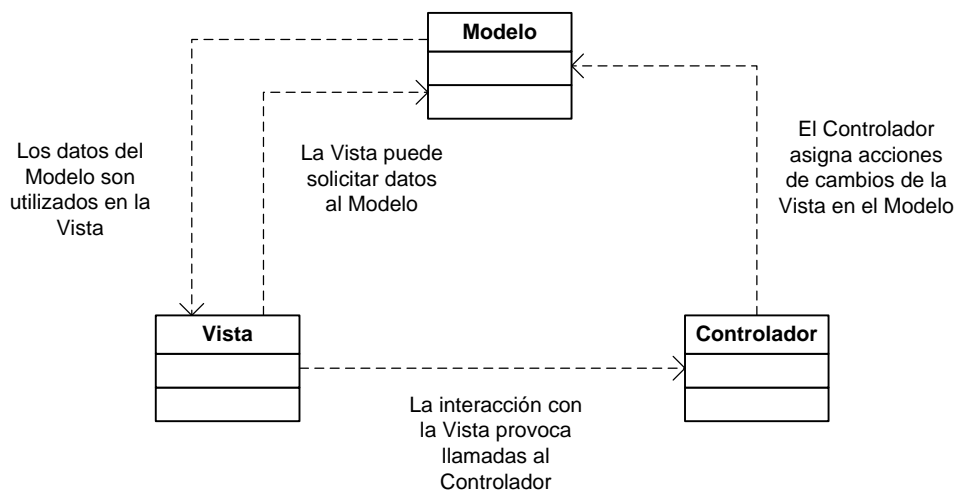 Modelo
Los datos del
Modelo son
utilizados en la
Vista
La Vista puede
solicitar datos
al Modelo
El Controlador
asigna acciones
de cambios de la
Vista en el Modelo
Vista
Controlador
La interacción con
la Vista provoca
llamadas al
Controlador